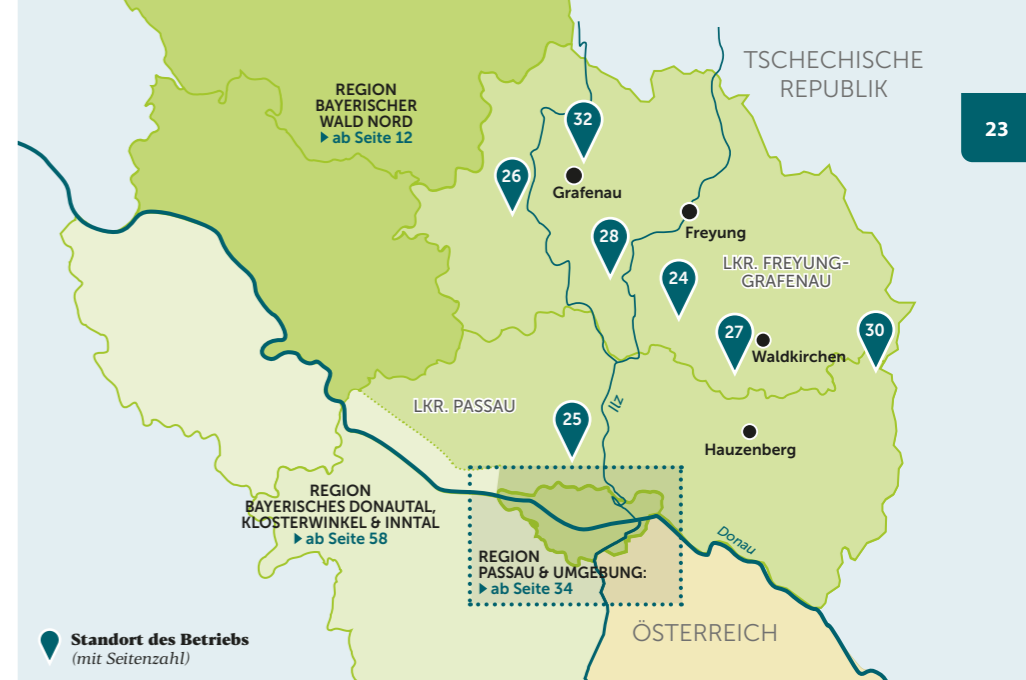 TSCHECHISCHE
REPUBLIK
23
REGION
BAYERISCHER
WALD NORD
▶ ab Seite 12
32
26
Grafenau
28
Freyung
24
LKR. FREYUNG-
GRAFENAU
27
30
Waldkirchen
LKR. PASSAU
25
Ilz
Hauzenberg
REGION
BAYERISCHES DONAUTAL,
KLOSTERWINKEL & INNTAL
▶ ab Seite 58
Donau
REGION
PASSAU & UMGEBUNG:
▶ ab Seite 34
ÖSTERREICH
Standort des Betriebs
(mit Seitenzahl)